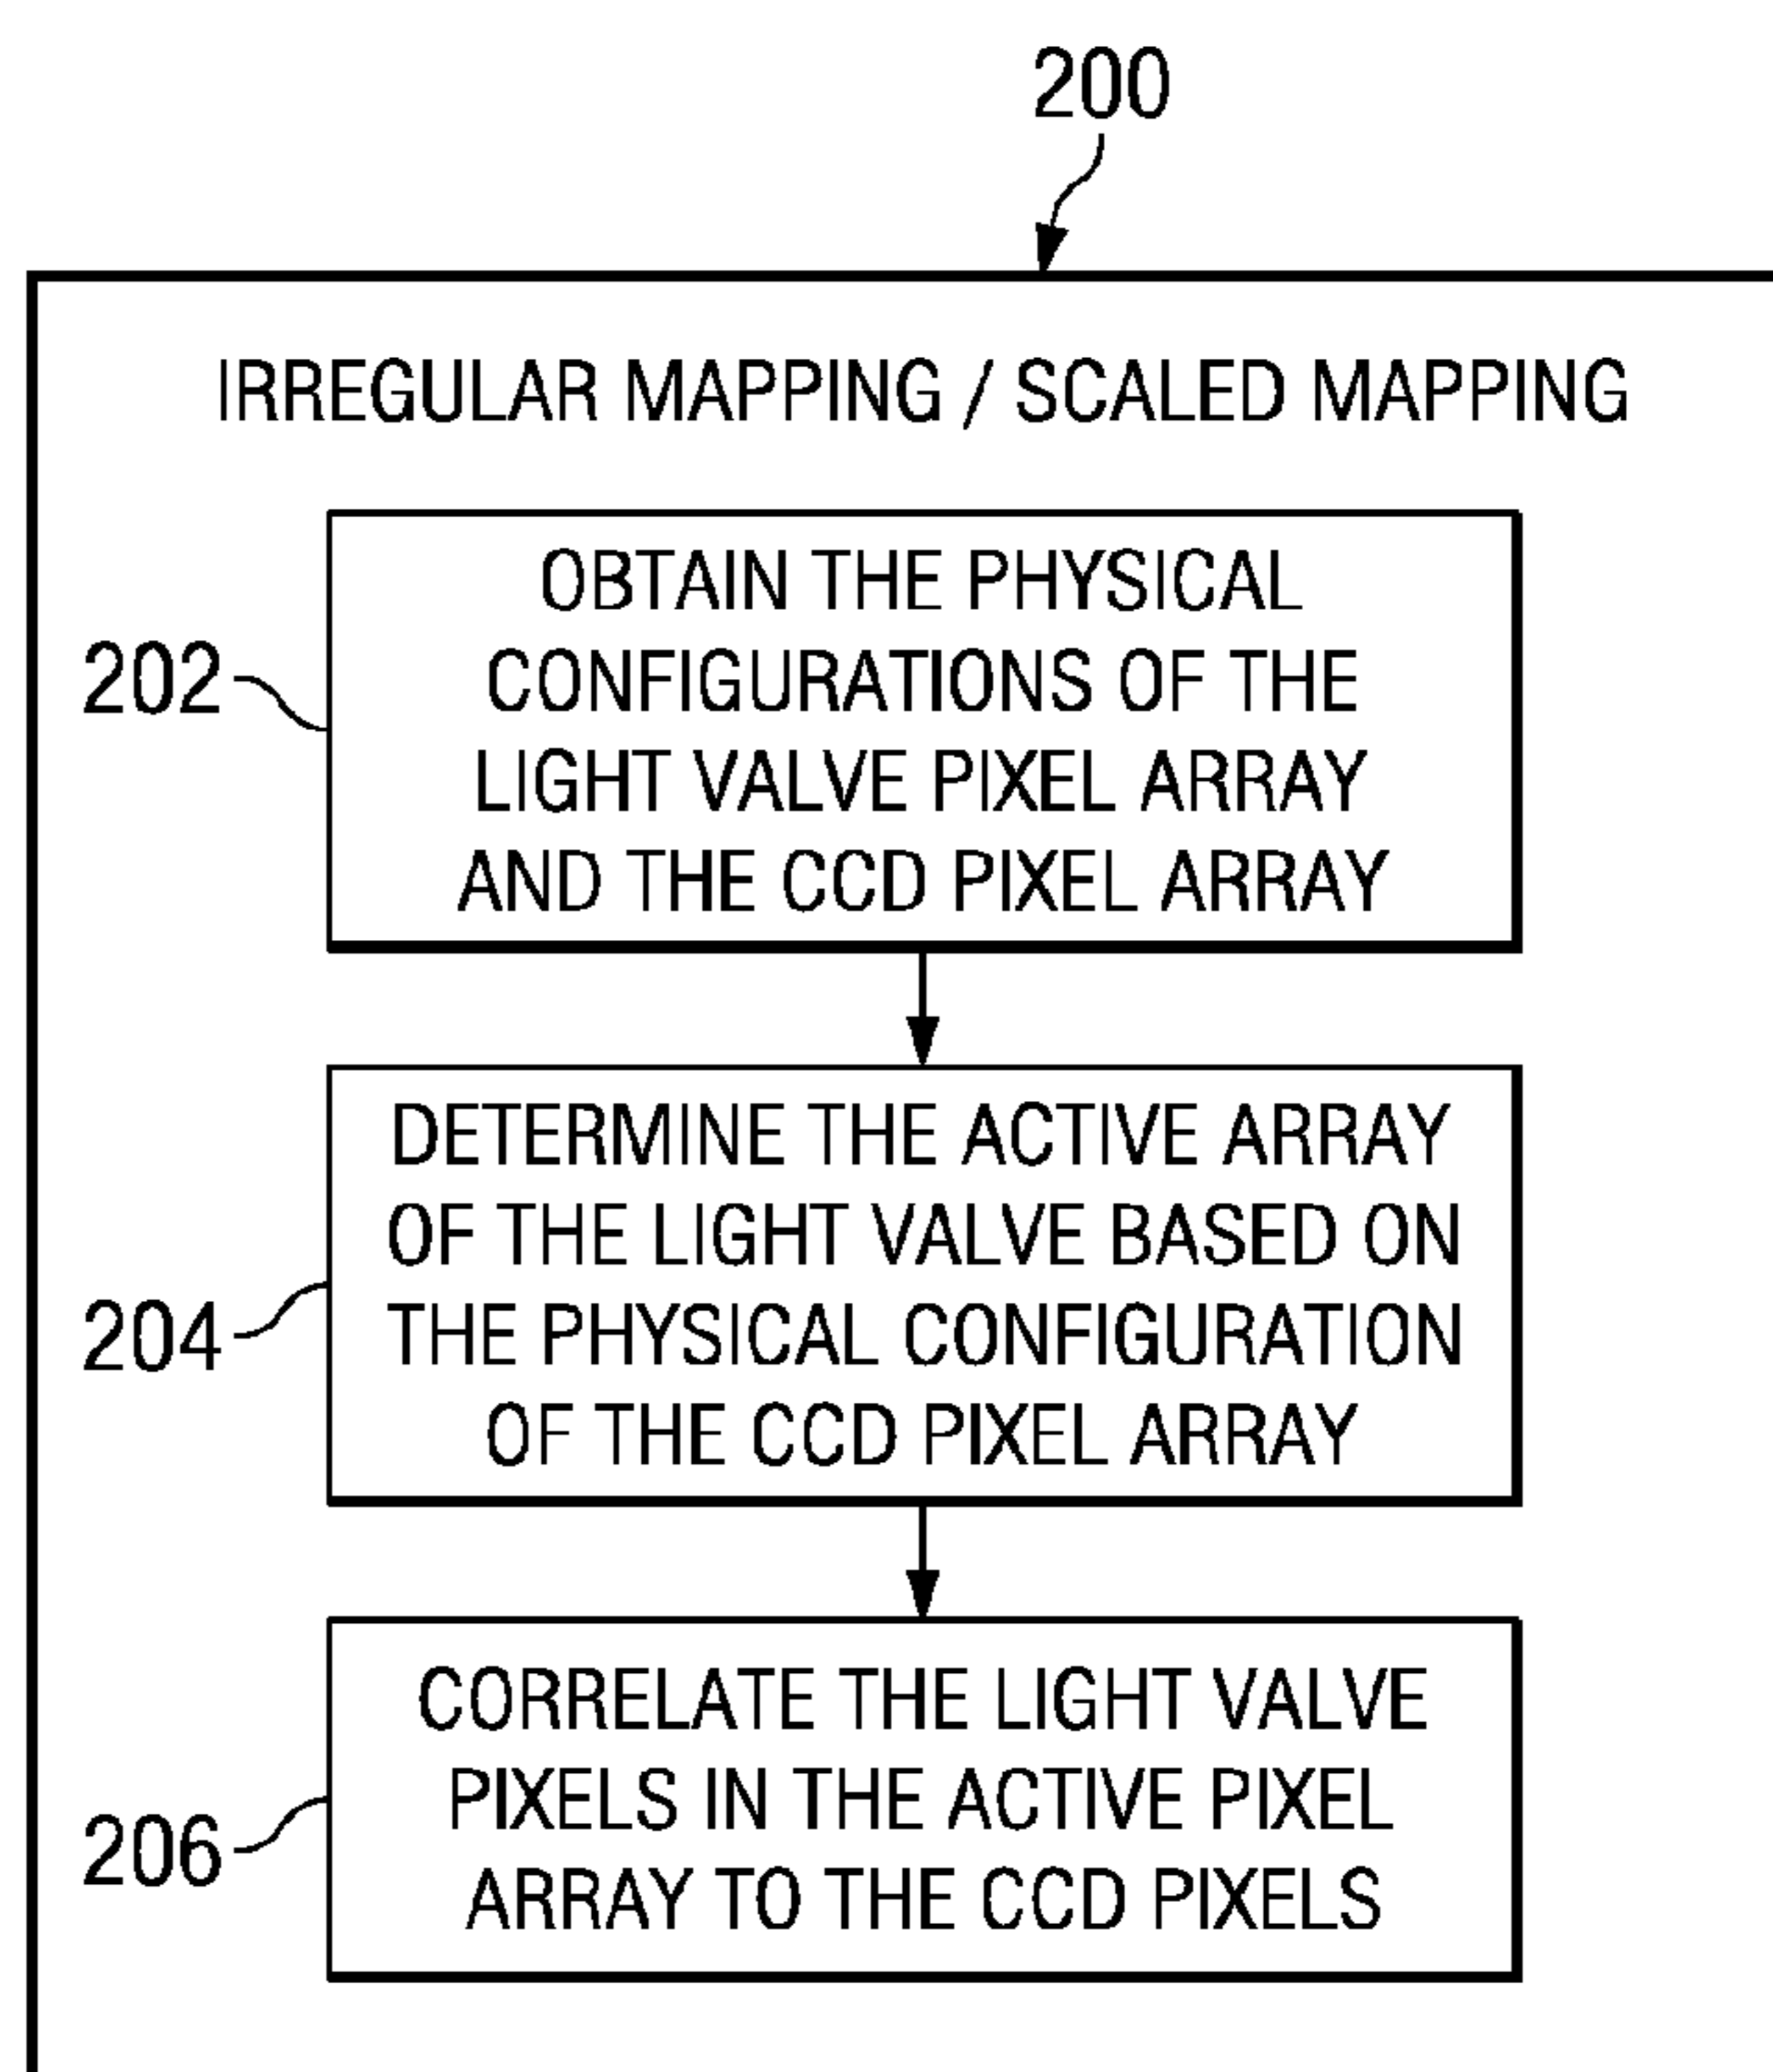 200
IRREGULAR MAPPING / SCALED MAPPING
202
OBTAIN THE PHYSICAL
CONFIGURATIONS OF THE
LIGHT VALVE PIXEL ARRAY
AND THE CCD PIXEL ARRAY
204
DETERMINE THE ACTIVE ARRAY
OF THE LIGHT VALVE BASED ON
THE PHYSICAL CONFIGURATION
OF THE CCD PIXEL ARRAY
206
CORRELATE THE LIGHT VALVE
PIXELS IN THE ACTIVE PIXEL
ARRAY TO THE CCD PIXELS